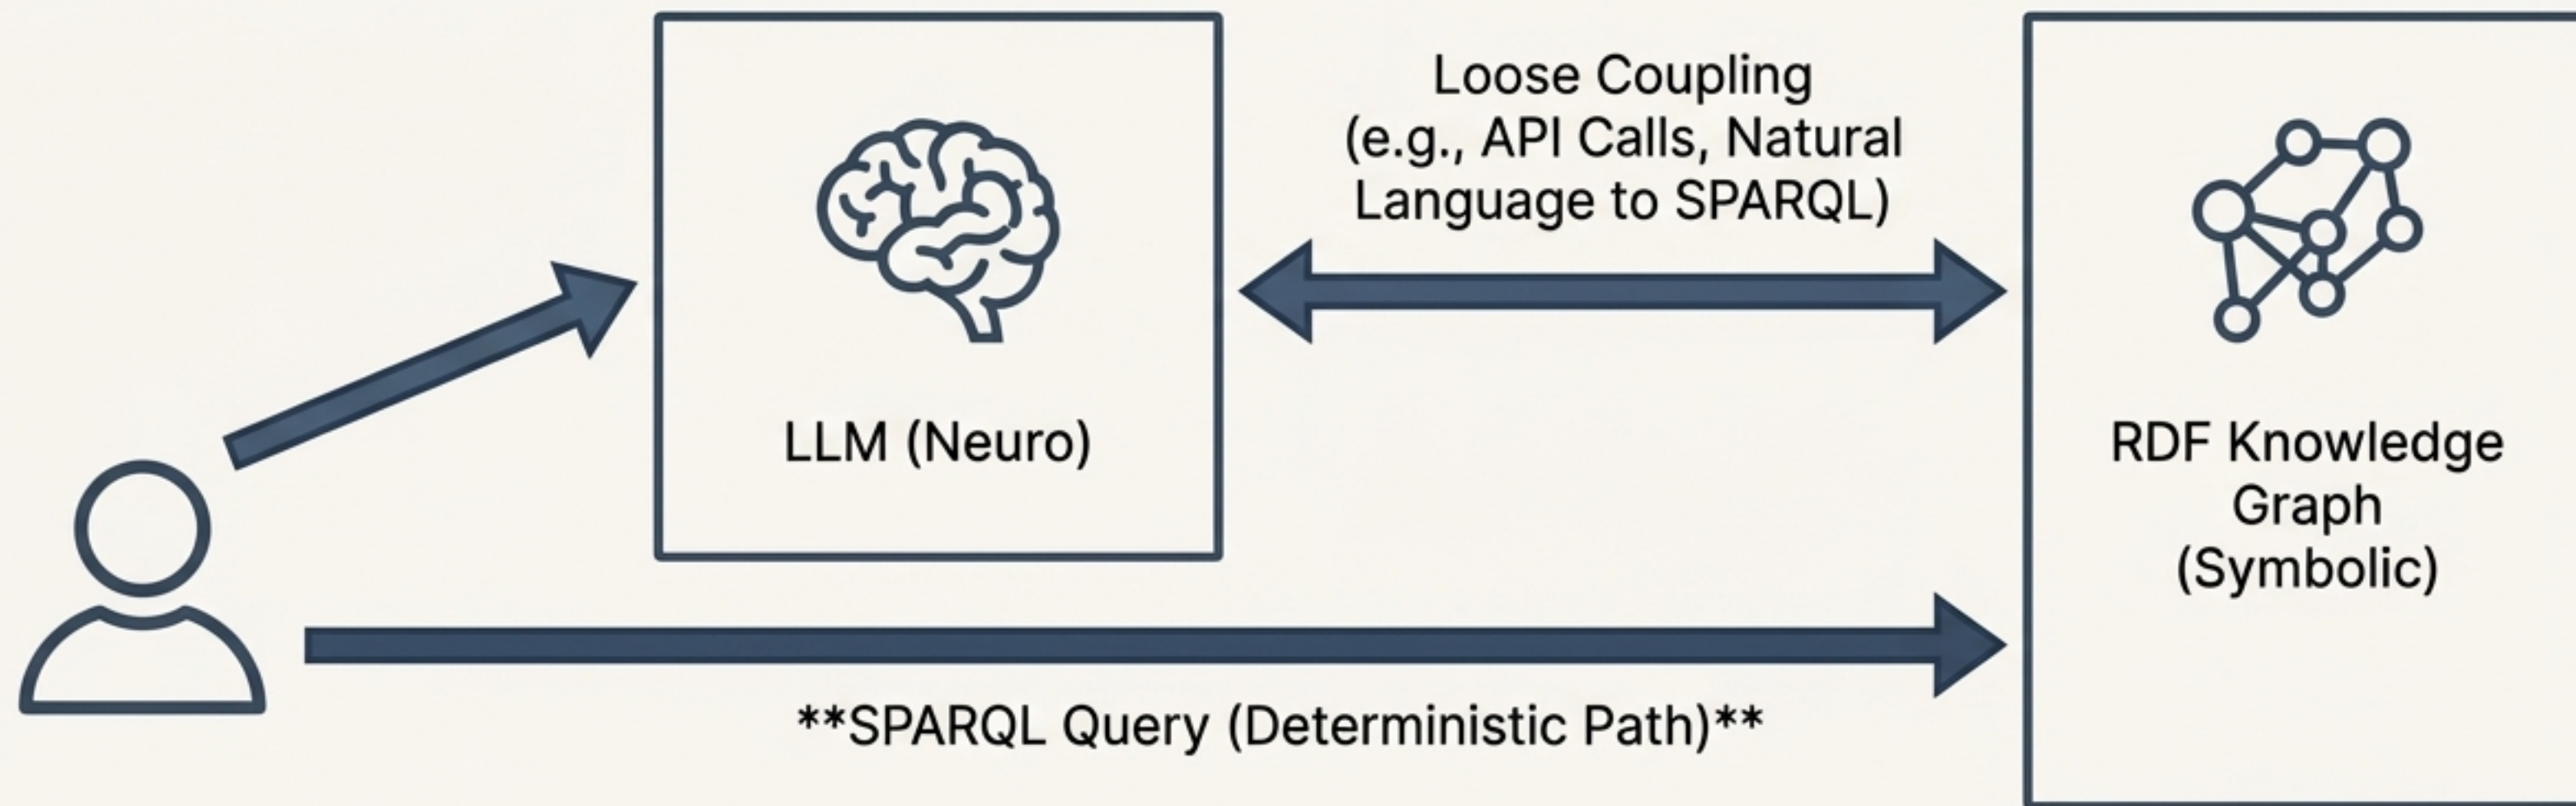 Loose Coupling
(e.g., API Calls, Natural
Language to SPARQL)
LLM (Neuro)
RDF Knowledge
Graph
(Symbolic)
**SPARQL Query (Deterministic Path)**